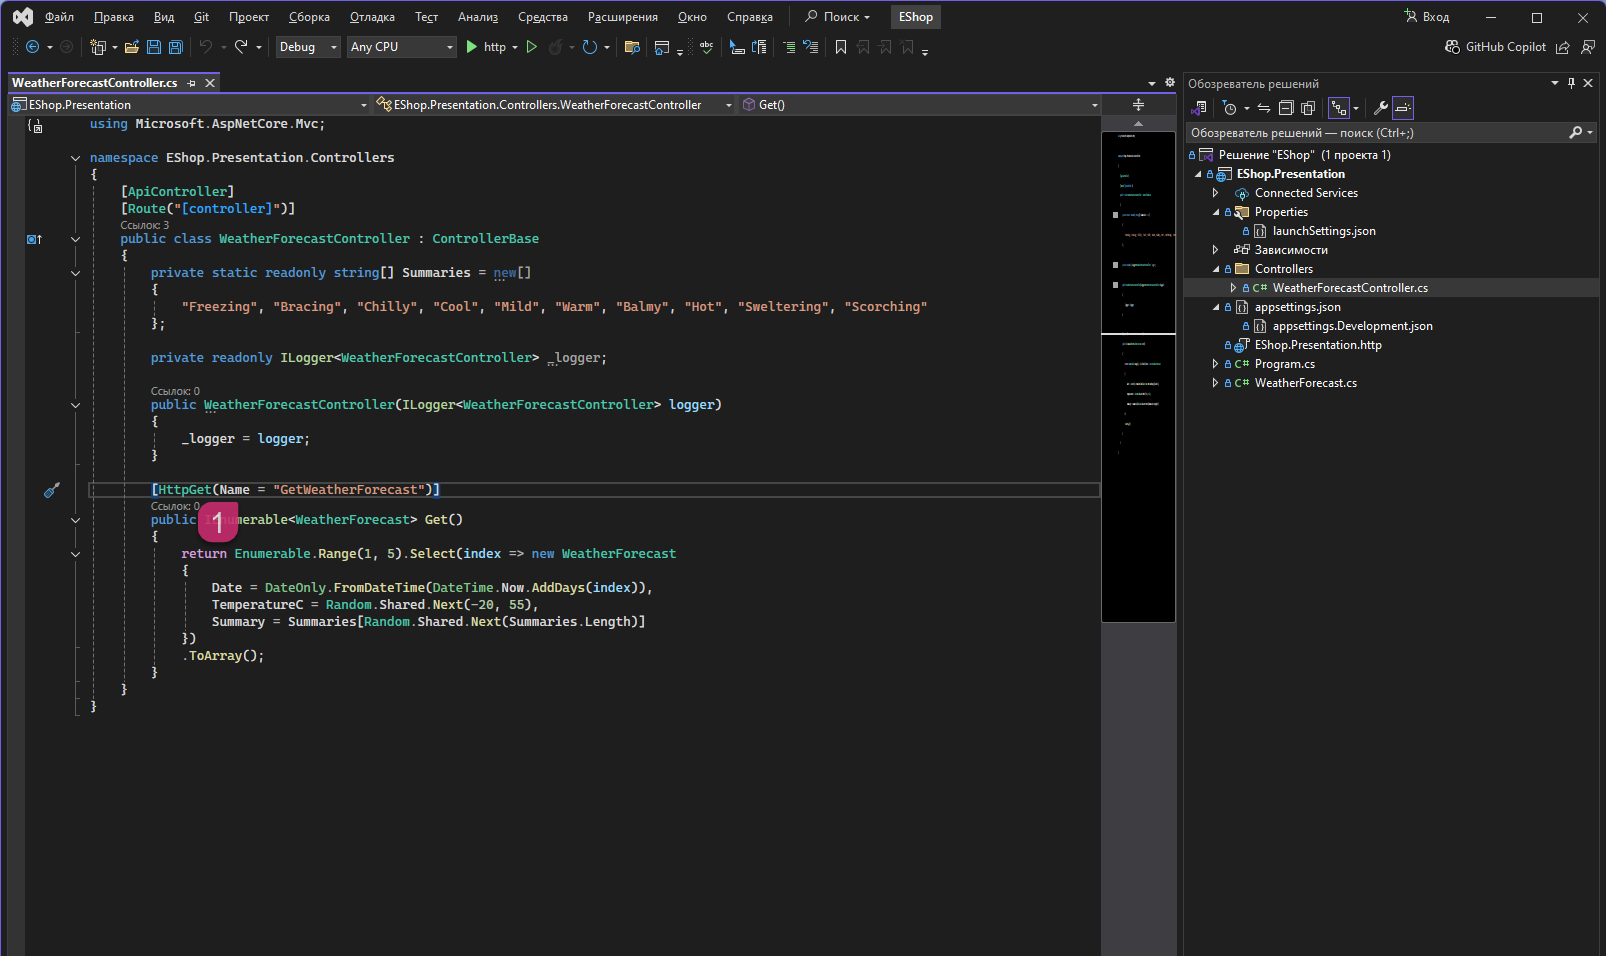 Файл Правка Вид Git Проект Сборка Отладка Тест Анализ Средства Расширения Окно Справка Поиск EShop Вход
Debug Any CPU http abc GitHub Copilot
WeatherForecastController.cs
EShop.Presentation EShop.Presentation.Controllers.WeatherForecastController Get()
using Microsoft.AspNetCore.Mvc;
namespace EShop.Presentation.Controllers
{
[ApiController]
[Route("[controller]")]
Ссылок: 3
public class WeatherForecastController : ControllerBase
{
private static readonly string[] Summaries = new[]
{
"Freezing", "Bracing", "Chilly", "Cool", "Mild", "Warm", "Balmy", "Hot", "Sweltering", "Scorching"
};
private readonly ILogger<WeatherForecastController> _logger;
Ссылок: 0
public WeatherForecastController(ILogger<WeatherForecastController> logger)
{
_logger = logger;
}
[HttpGet(Name = "GetWeatherForecast")]
Ссылок: 0
1
public IEnumerable<WeatherForecast> Get()
{
return Enumerable.Range(1, 5).Select(index => new WeatherForecast
{
Date = DateOnly.FromDateTime(DateTime.Now.AddDays(index)),
TemperatureC = Random.Shared.Next(-20, 55),
Summary = Summaries[Random.Shared.Next(Summaries.Length)]
})
.ToArray();
}
}
}
Обозреватель решений
Обозреватель решений — поиск (Ctrl+;)
Решение "EShop" (1 проекта 1)
EShop.Presentation
Connected Services
Properties
launchSettings.json
Зависимости
Controllers
C# WeatherForecastController.cs
appsettings.json
appsettings.Development.json
EShop.Presentation.http
C# Program.cs
C# WeatherForecast.cs